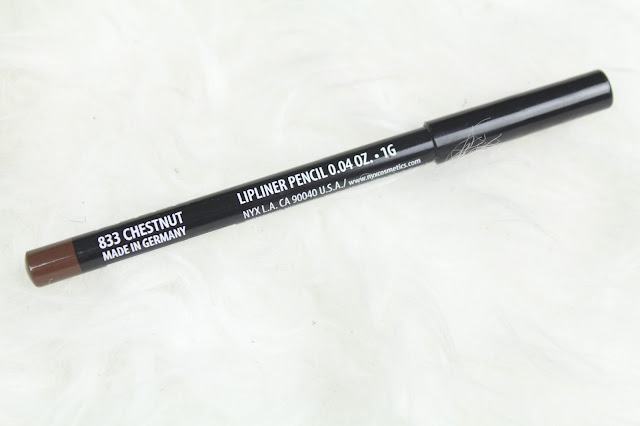 833 CHESTNUT
MADE IN GERMANY
LIPLINER PENCIL 0.04 OZ. • 1G
NYX L.A. CA 90040 U.S.A./ www.nyxcosmetics.com